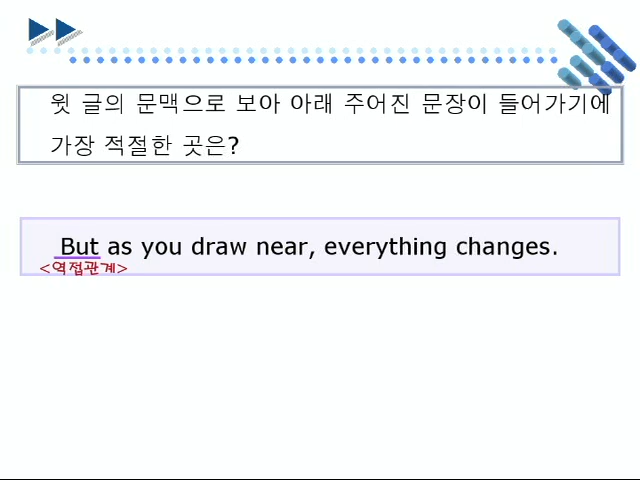 윗 글의 문맥으로 보아 아래 주어진 문장이 들어가기에
가장 적절한 곳은?
But as you draw near, everything changes.
<역접관계>